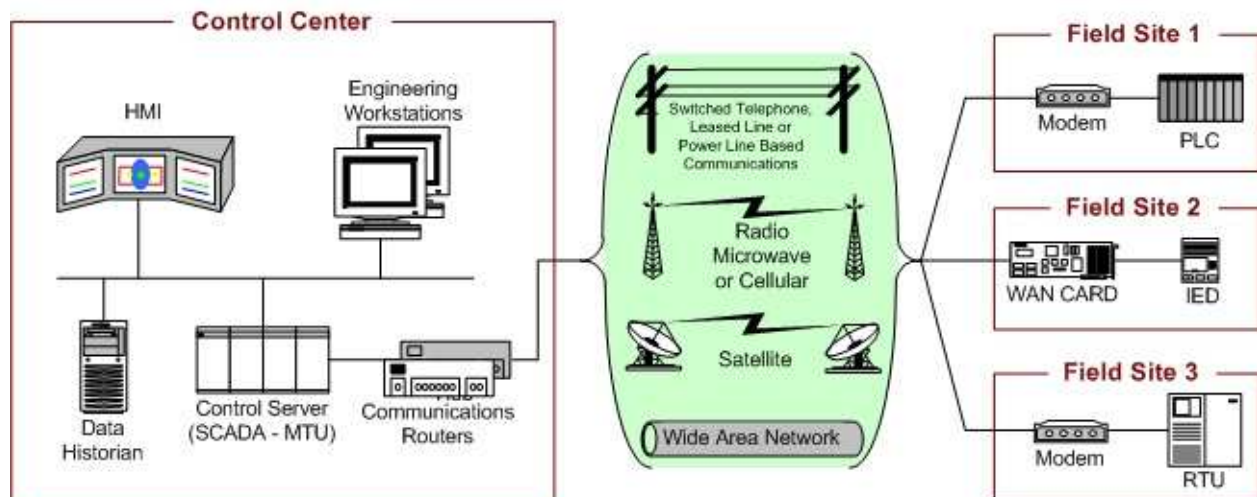 Control Center
HMI
Engineering
Workstations
Data
Historian
Control Server
(SCADA - MTU)
Communications
Routers
Switched Telephone,
Leased Line or
Power Line Based
Communications
Radio
Microwave
or Cellular
Satellite
Wide Area Network
Field Site 1
Modem
PLC
Field Site 2
WAN CARD
IED
Field Site 3
Modem
RTU